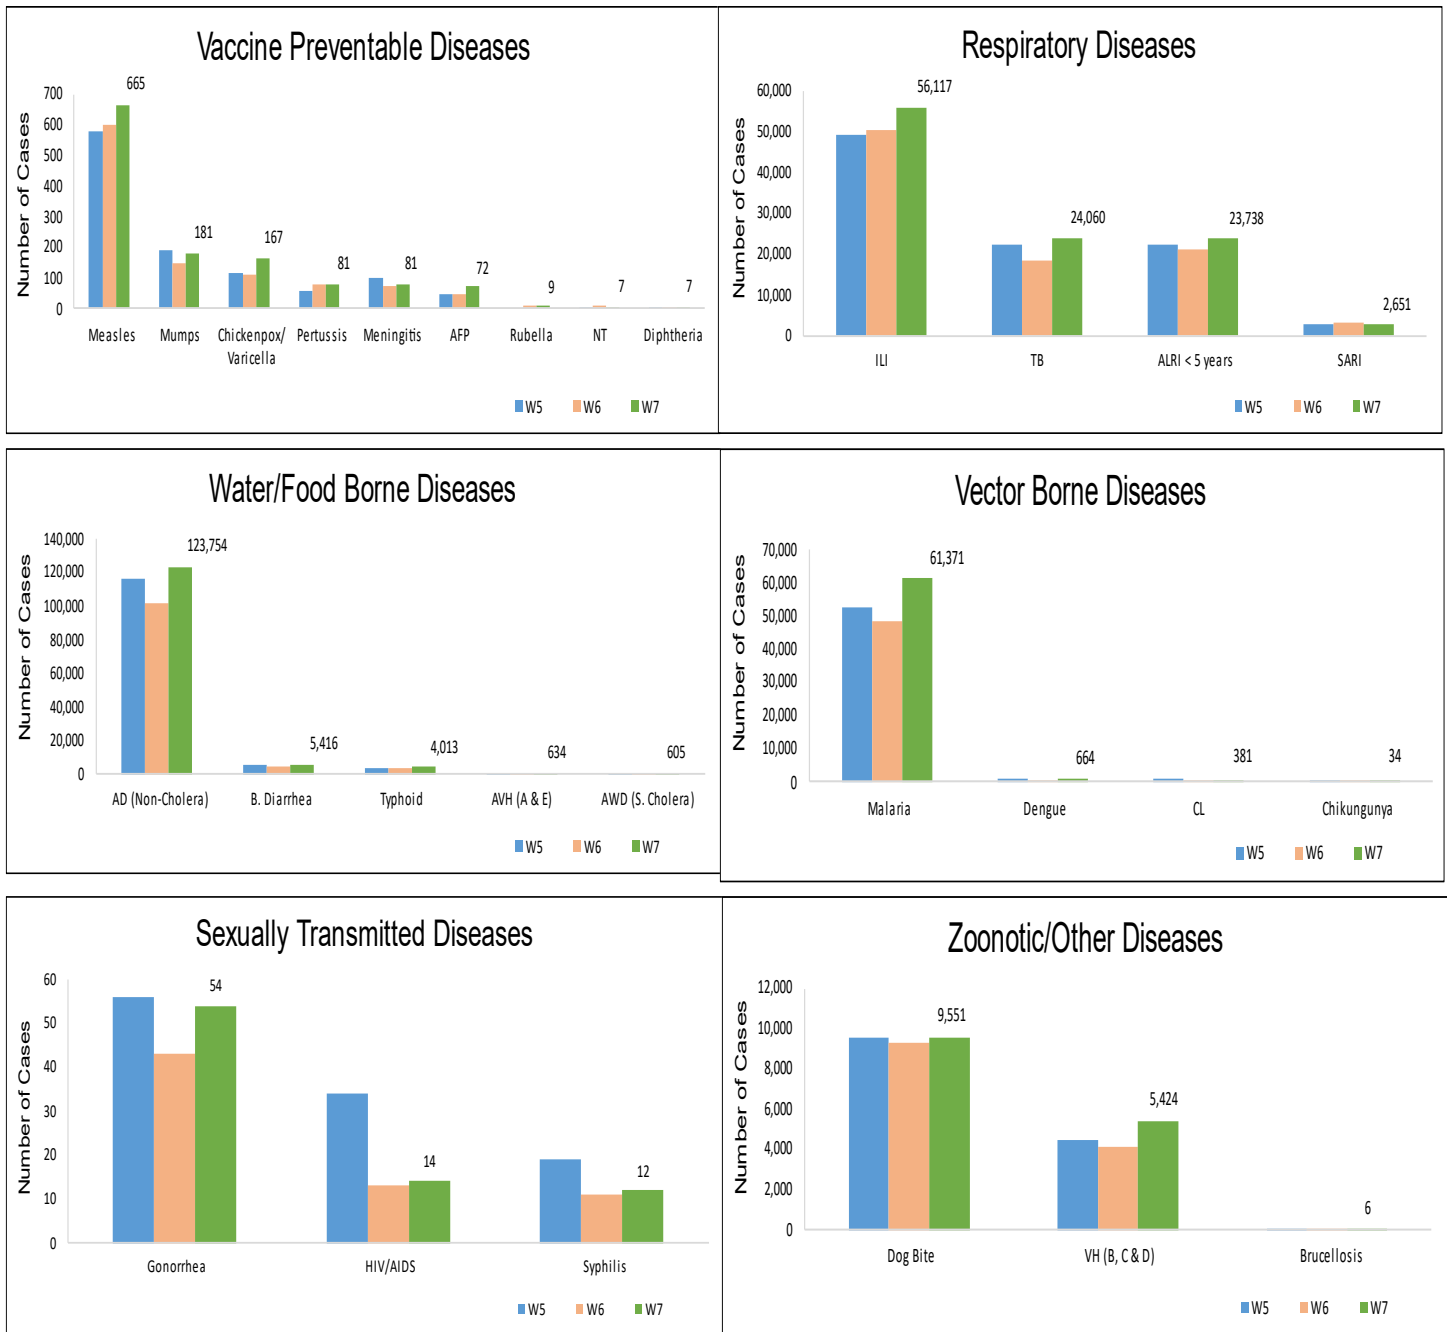 Vaccine Preventable Diseases
Number of Cases
700
600
500
400
300
200
100
0
665
181
167
81
81
72
9
7
7
Measles
Mumps
Chickenpox/
Varicella
Pertussis
Meningitis
AFP
Rubella
NT
Diphtheria
W5 W6 W7
Respiratory Diseases
Number of Cases
60,000
50,000
40,000
30,000
20,000
10,000
0
56,117
24,060
23,738
2,651
ILI
TB
ALRI < 5 years
SARI
W5 W6 W7
Water/Food Borne Diseases
Number of Cases
140,000
120,000
100,000
80,000
60,000
40,000
20,000
0
123,754
5,416
4,013
634
605
AD (Non-Cholera)
B. Diarrhea
Typhoid
AVH (A & E)
AWD (S. Cholera)
W5 W6 W7
Vector Borne Diseases
Number of Cases
70,000
60,000
50,000
40,000
30,000
20,000
10,000
0
61,371
664
381
34
Malaria
Dengue
CL
Chikungunya
W5 W6 W7
Sexually Transmitted Diseases
Number of Cases
60
50
40
30
20
10
0
54
14
12
Gonorrhea
HIV/AIDS
Syphilis
W5 W6 W7
Zoonotic/Other Diseases
Number of Cases
12,000
10,000
8,000
6,000
4,000
2,000
0
9,551
5,424
6
Dog Bite
VH (B, C & D)
Brucellosis
W5 W6 W7